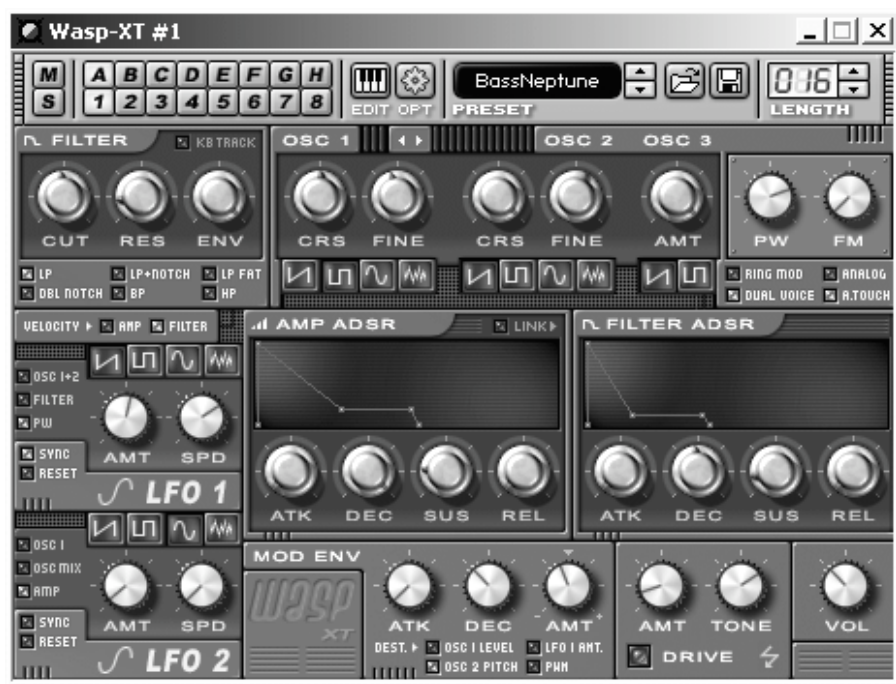 Wasp-XT #1
M A B C D E F G H BassNeptune 016
S 1 2 3 4 5 6 7 8 EDIT OPT PRESET LENGTH
FILTER KB TRACK
CUT RES ENV
LP LP+NOTCH LP FAT
DBL NOTCH BP HP
OSC 1 OSC 2 OSC 3
CRS FINE CRS FINE AMT
PW FM
RING MOD ANALOG
DUAL VOICE A.TOUCH
VELOCITY AMP FILTER
OSC 1+2
FILTER
PW
SYNC
RESET
AMT SPD
LFO 1
AMP ADSR LINK
ATK DEC SUS REL
FILTER ADSR
ATK DEC SUS REL
OSC 1
OSC MIX
AMP
SYNC
RESET
AMT SPD
LFO 2
MOD ENV
wasp
XT
ATK DEC - AMT +
DEST. OSC 1 LEVEL LFO 1 AMT.
OSC 2 PITCH PWM
AMT TONE
DRIVE
VOL